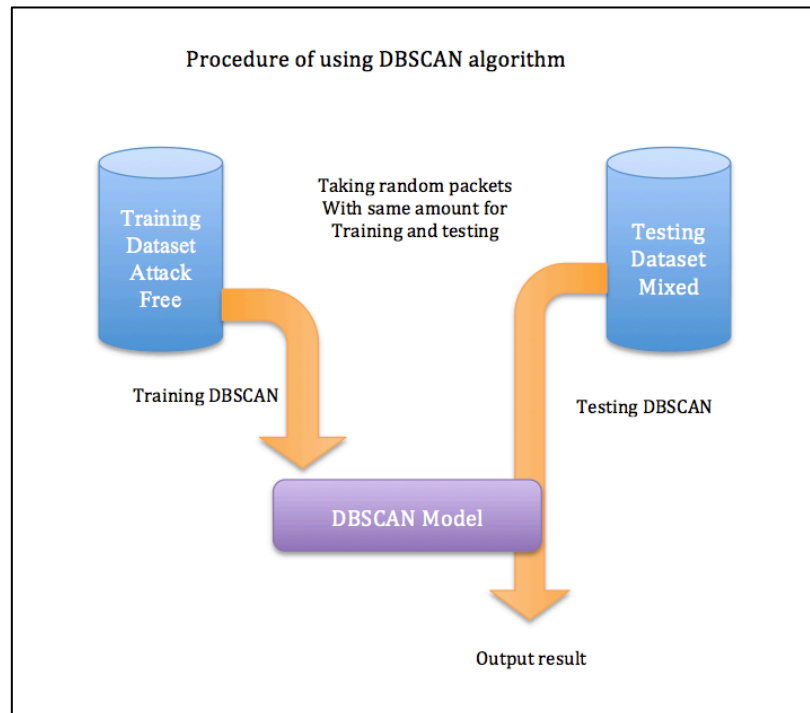 Procedure of using DBSCAN algorithm
Training
Dataset
Attack
Free
Taking random packets
With same amount for
Training and testing
Testing
Dataset
Mixed
Training DBSCAN
Testing DBSCAN
DBSCAN Model
Output result